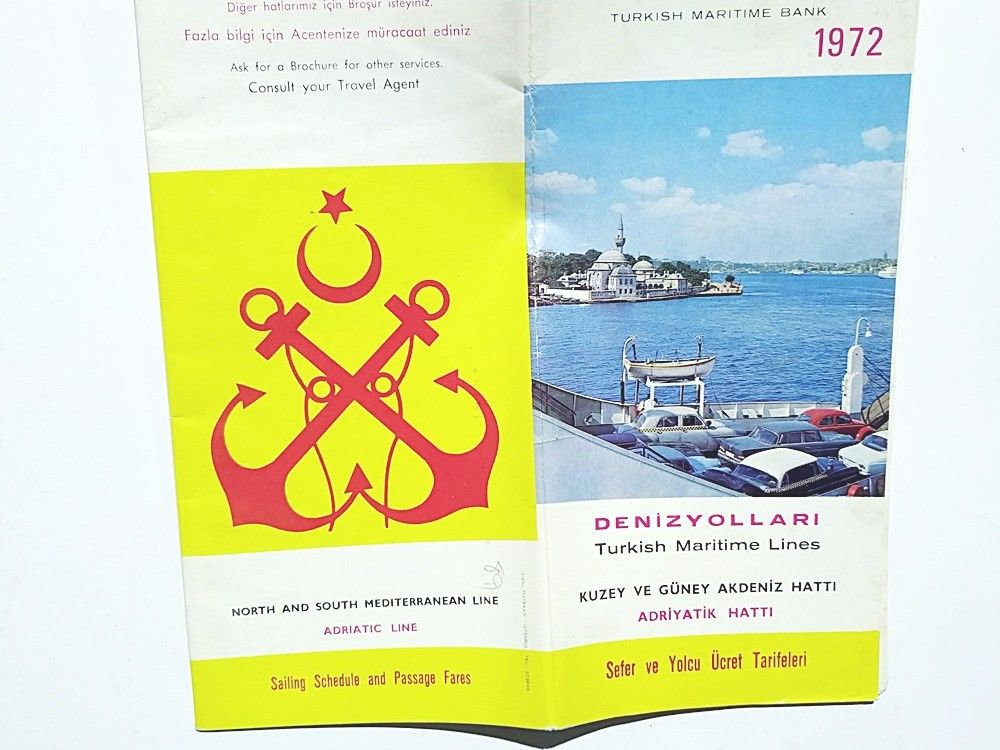 Diğer hatlarımız için Broşür isteyiniz.
Fazla bilgi için Acentenize müracaat ediniz
Ask for a Brochure for other services.
Consult your Travel Agent
NORTH AND SOUTH MEDITERRANEAN LINE
ADRIATIC LINE
Sailing Schedule and Passage Fares
TURKISH MARITIME BANK
1972
DENİZYOLLARI
Turkish Maritime Lines
KUZEY VE GÜNEY AKDENİZ HATTI
ADRİYATİK HATTI
Sefer ve Yolcu Ücret Tarifeleri